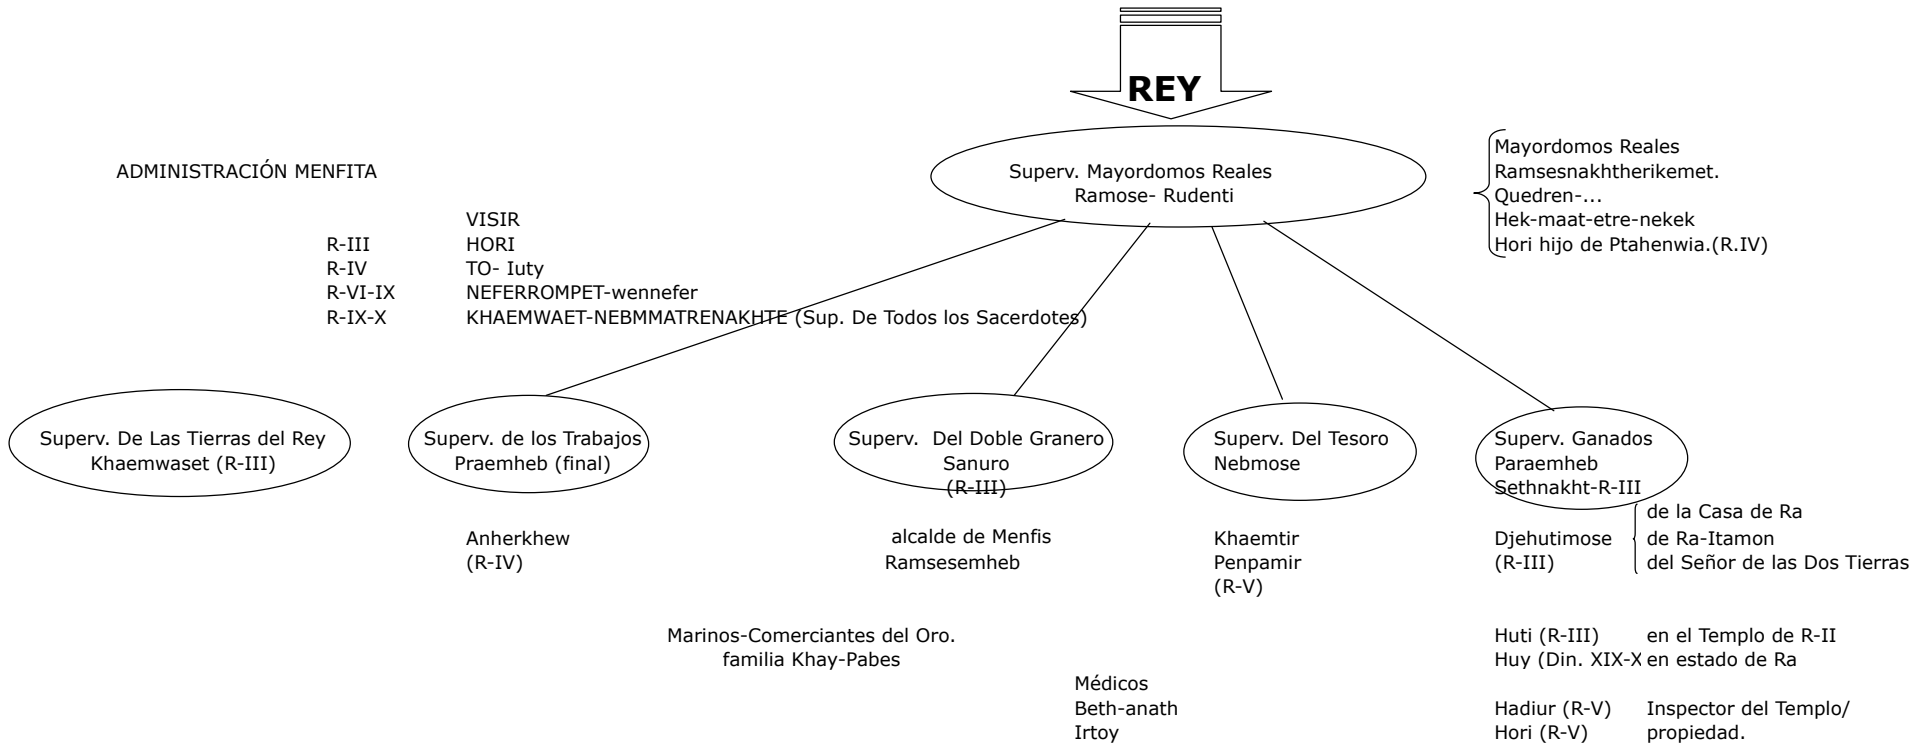 REY
ADMINISTRACIÓN MENFITA
Superv. Mayordomos Reales
Ramose- Rudenti
Mayordomos Reales
Ramsesnakhtherikemet.
Quedren-...
Hek-maat-etre-nekek
Hori hijo de Ptahenwia.(R.IV)
VISIR
R-III HORI
R-IV TO- Iuty
R-VI-IX NEFERROMPET-wennefer
R-IX-X KHAEMWAET-NEBMMATRENAKHTE (Sup. De Todos los Sacerdotes)
Superv. De Las Tierras del Rey
Khaemwaset (R-III)
Superv. de los Trabajos
Praemheb (final)
Superv. Del Doble Granero
Sanuro
(R-III)
Superv. Del Tesoro
Nebmose
Superv. Ganados
Paraemheb
Sethnakht-R-III
Anherkhew
(R-IV)
alcalde de Menfis
Ramsesemheb
Khaemtir
Penpamir
(R-V)
Djehutimose
(R-III)
de la Casa de Ra
de Ra-Itamon
del Señor de las Dos Tierras
Marinos-Comerciantes del Oro.
familia Khay-Pabes
Huti (R-III) en el Templo de R-II
Huy (Din. XIX-X en estado de Ra
Médicos
Beth-anath
Irtoy
Hadiur (R-V) Inspector del Templo/
Hori (R-V) propiedad.